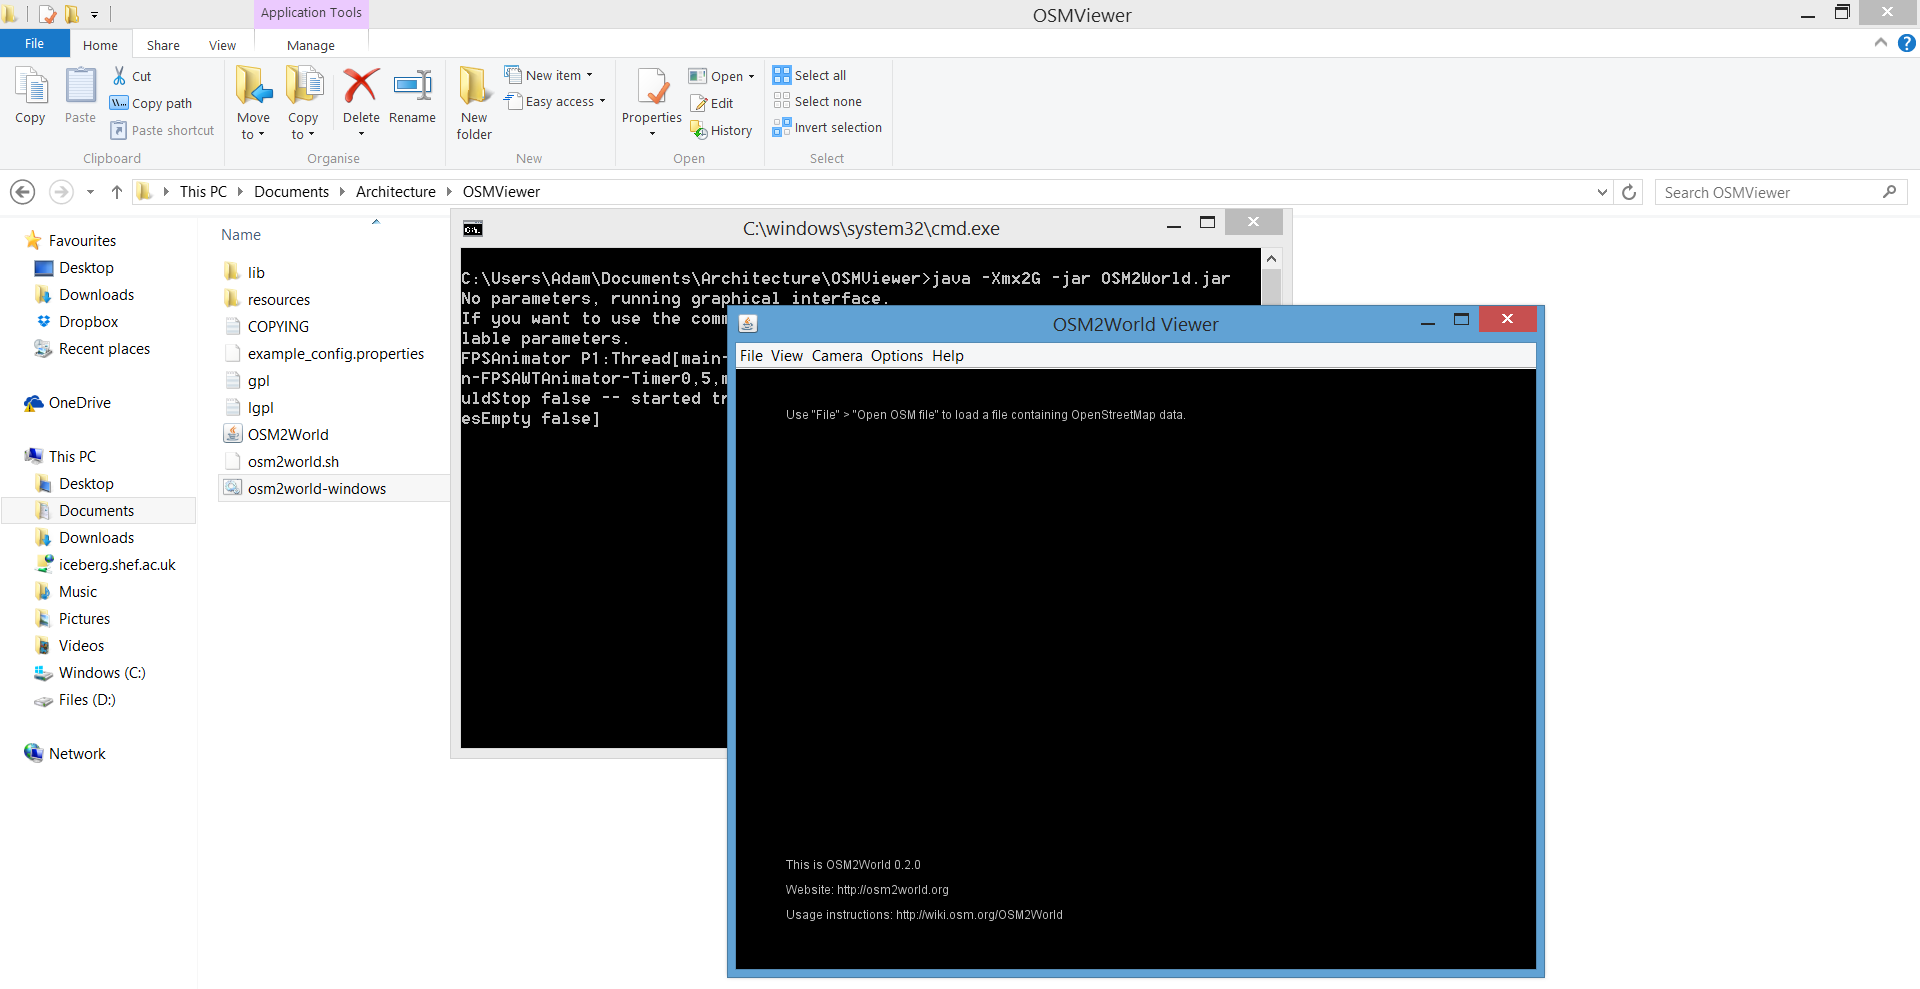 Application Tools
OSMViewer
File
Home
Share
View
Manage
Copy
Paste
Cut
Copy path
Paste shortcut
Clipboard
Move to
Copy to
Delete
Rename
Organise
New folder
New item
Easy access
New
Properties
Open
Edit
History
Open
Select all
Select none
Invert selection
Select
This PC
Documents
Architecture
OSMViewer
Search OSMViewer
Favourites
Desktop
Downloads
Dropbox
Recent places
OneDrive
This PC
Desktop
Documents
Downloads
iceberg.shef.ac.uk
Music
Pictures
Videos
Windows (C:)
Files (D:)
Network
Name
lib
resources
COPYING
example_config.properties
gpl
lgpl
OSM2World
osm2world.sh
osm2world-windows
C:\windows\system32\cmd.exe
C:\Users\Adam\Documents\Architecture\OSMViewer>java -Xmx2G -jar OSM2World.jar
No parameters, running graphical interface.
If you want to use the comm
lable parameters.
FPSAnimator P1:Thread[main-
n-FPSAWTAnimator-Timer0,5,m
uldStop false -- started tr
esEmpty false]
OSM2World Viewer
File View Camera Options Help
Use "File" > "Open OSM file" to load a file containing OpenStreetMap data.
This is OSM2World 0.2.0
Website: http://osm2world.org
Usage instructions: http://wiki.osm.org/OSM2World